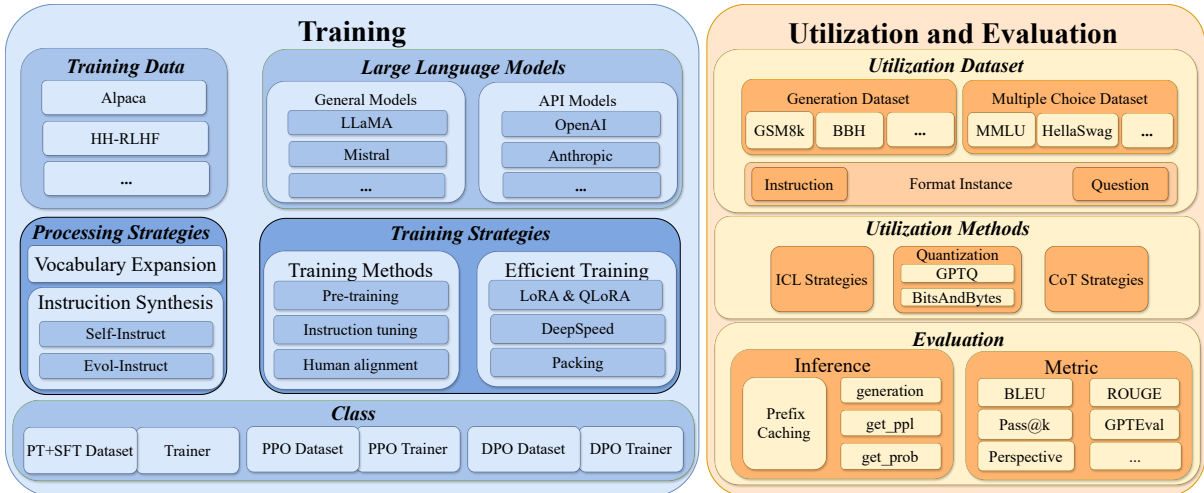 Training
Training Data
Alpaca
HH-RLHF
...
Large Language Models
General Models
LLaMA
Mistral
...
API Models
OpenAI
Anthropic
...
Processing Strategies
Vocabulary Expansion
Instrucition Synthesis
Self-Instruct
Evol-Instruct
Training Strategies
Training Methods
Pre-training
Instruction tuning
Human alignment
Efficient Training
LoRA & QLoRA
DeepSpeed
Packing
Class
PT+SFT Dataset
Trainer
PPO Dataset
PPO Trainer
DPO Dataset
DPO Trainer
Utilization and Evaluation
Utilization Dataset
Generation Dataset
GSM8k
BBH
...
Multiple Choice Dataset
MMLU
HellaSwag
...
Instruction
Format Instance
Question
Utilization Methods
ICL Strategies
Quantization
GPTQ
BitsAndBytes
CoT Strategies
Evaluation
Inference
Prefix
Caching
generation
get_ppl
get_prob
Metric
BLEU
ROUGE
Pass@k
GPTEval
Perspective
...